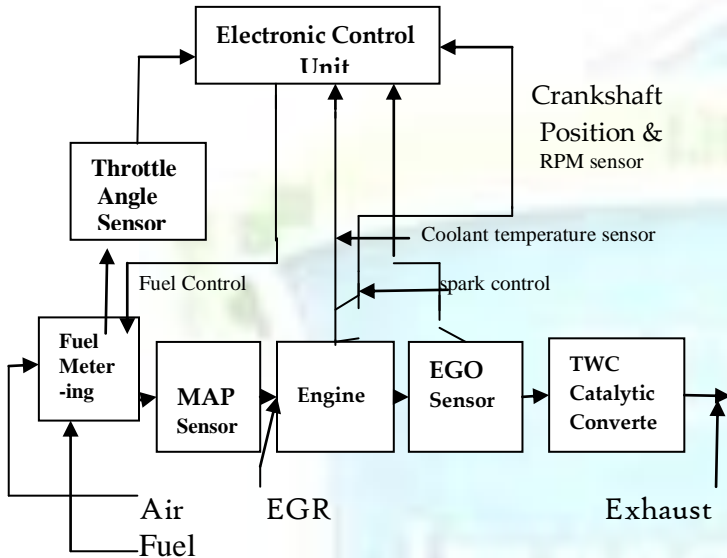 Electronic Control
Unit
Crankshaft
Position &
RPM sensor
Throttle
Angle
Sensor
Coolant temperature sensor
Fuel Control
spark control
Fuel
Meter
-ing
MAP
Sensor
Engine
EGO
Sensor
TWC
Catalytic
Converte
Air
EGR
Exhaust
Fuel